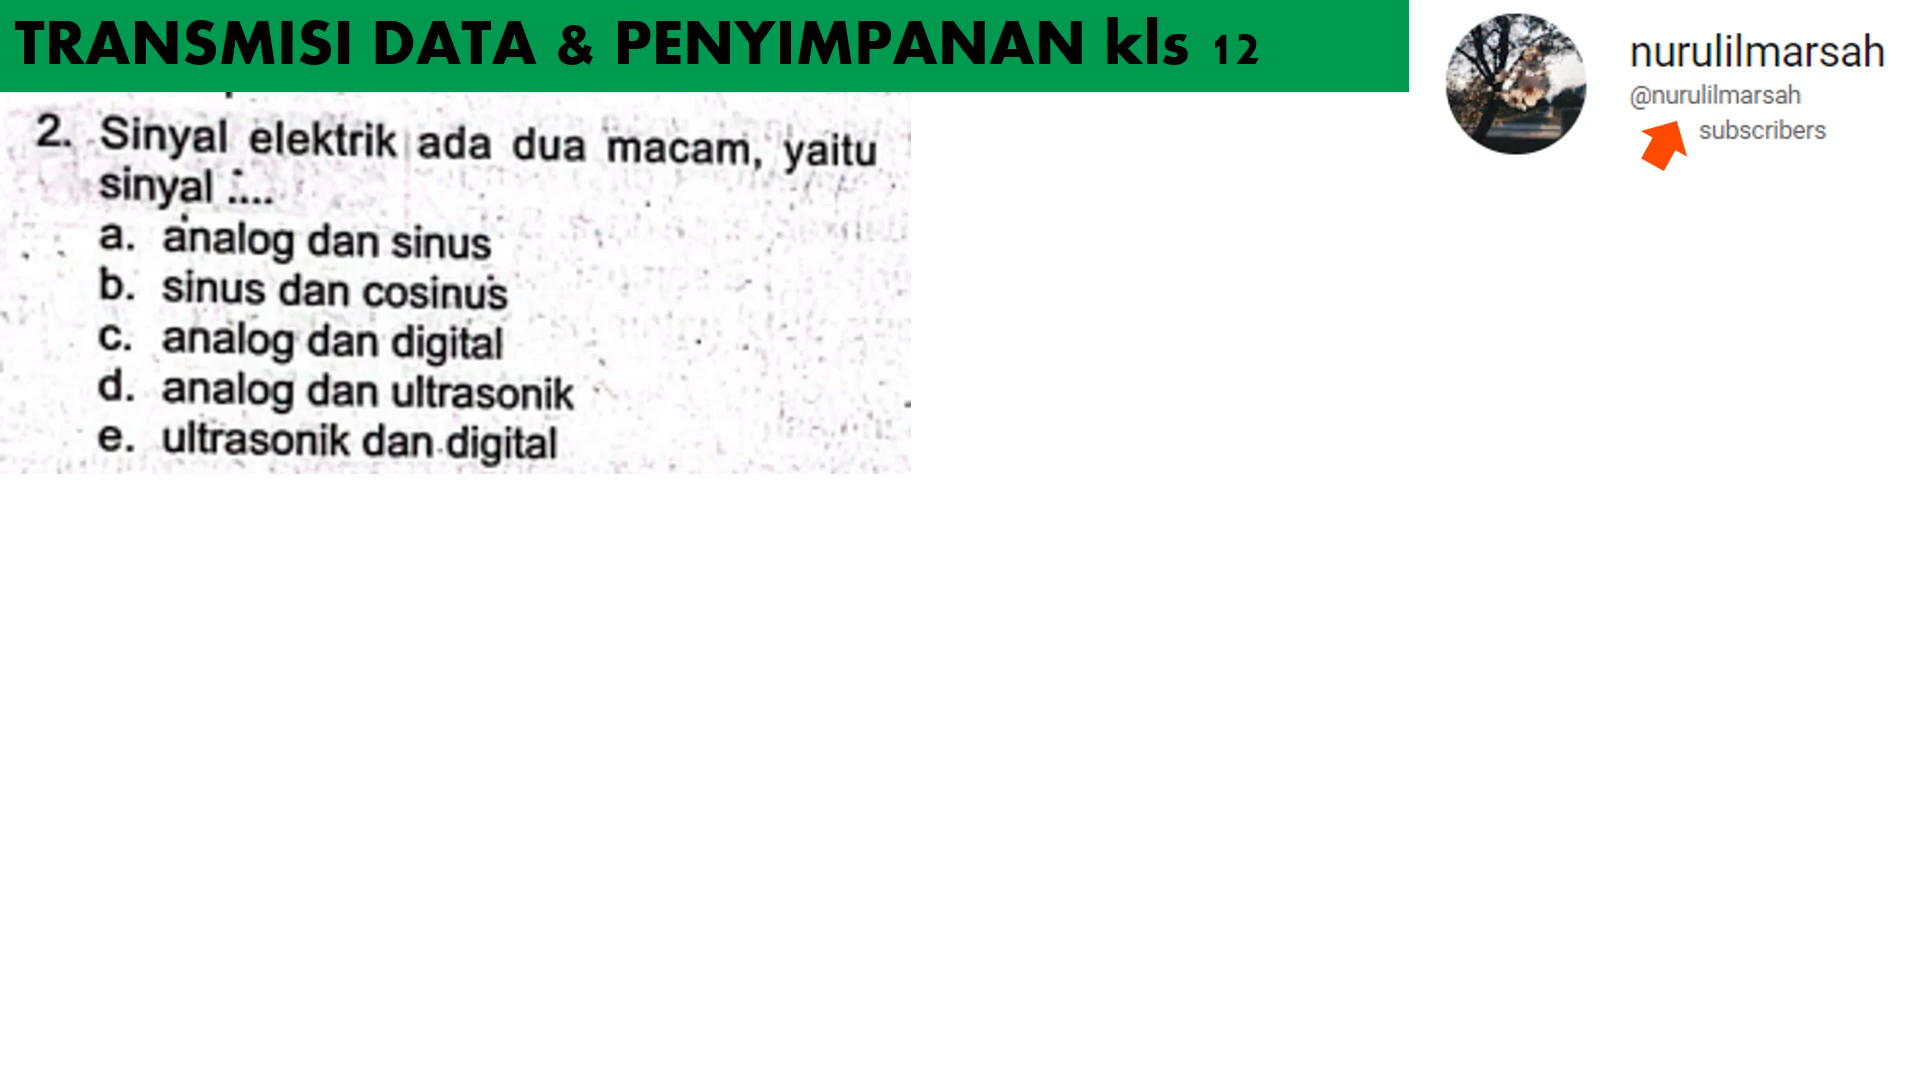 TRANSMISI DATA & PENYIMPANAN kls 12
nurulilmarsah
@nurulilmarsah
subscribers
2. Sinyal elektrik ada dua macam, yaitu
sinyal ....
a. analog dan sinus
b. sinus dan cosinus
c. analog dan digital
d. analog dan ultrasonik
e. ultrasonik dan digital